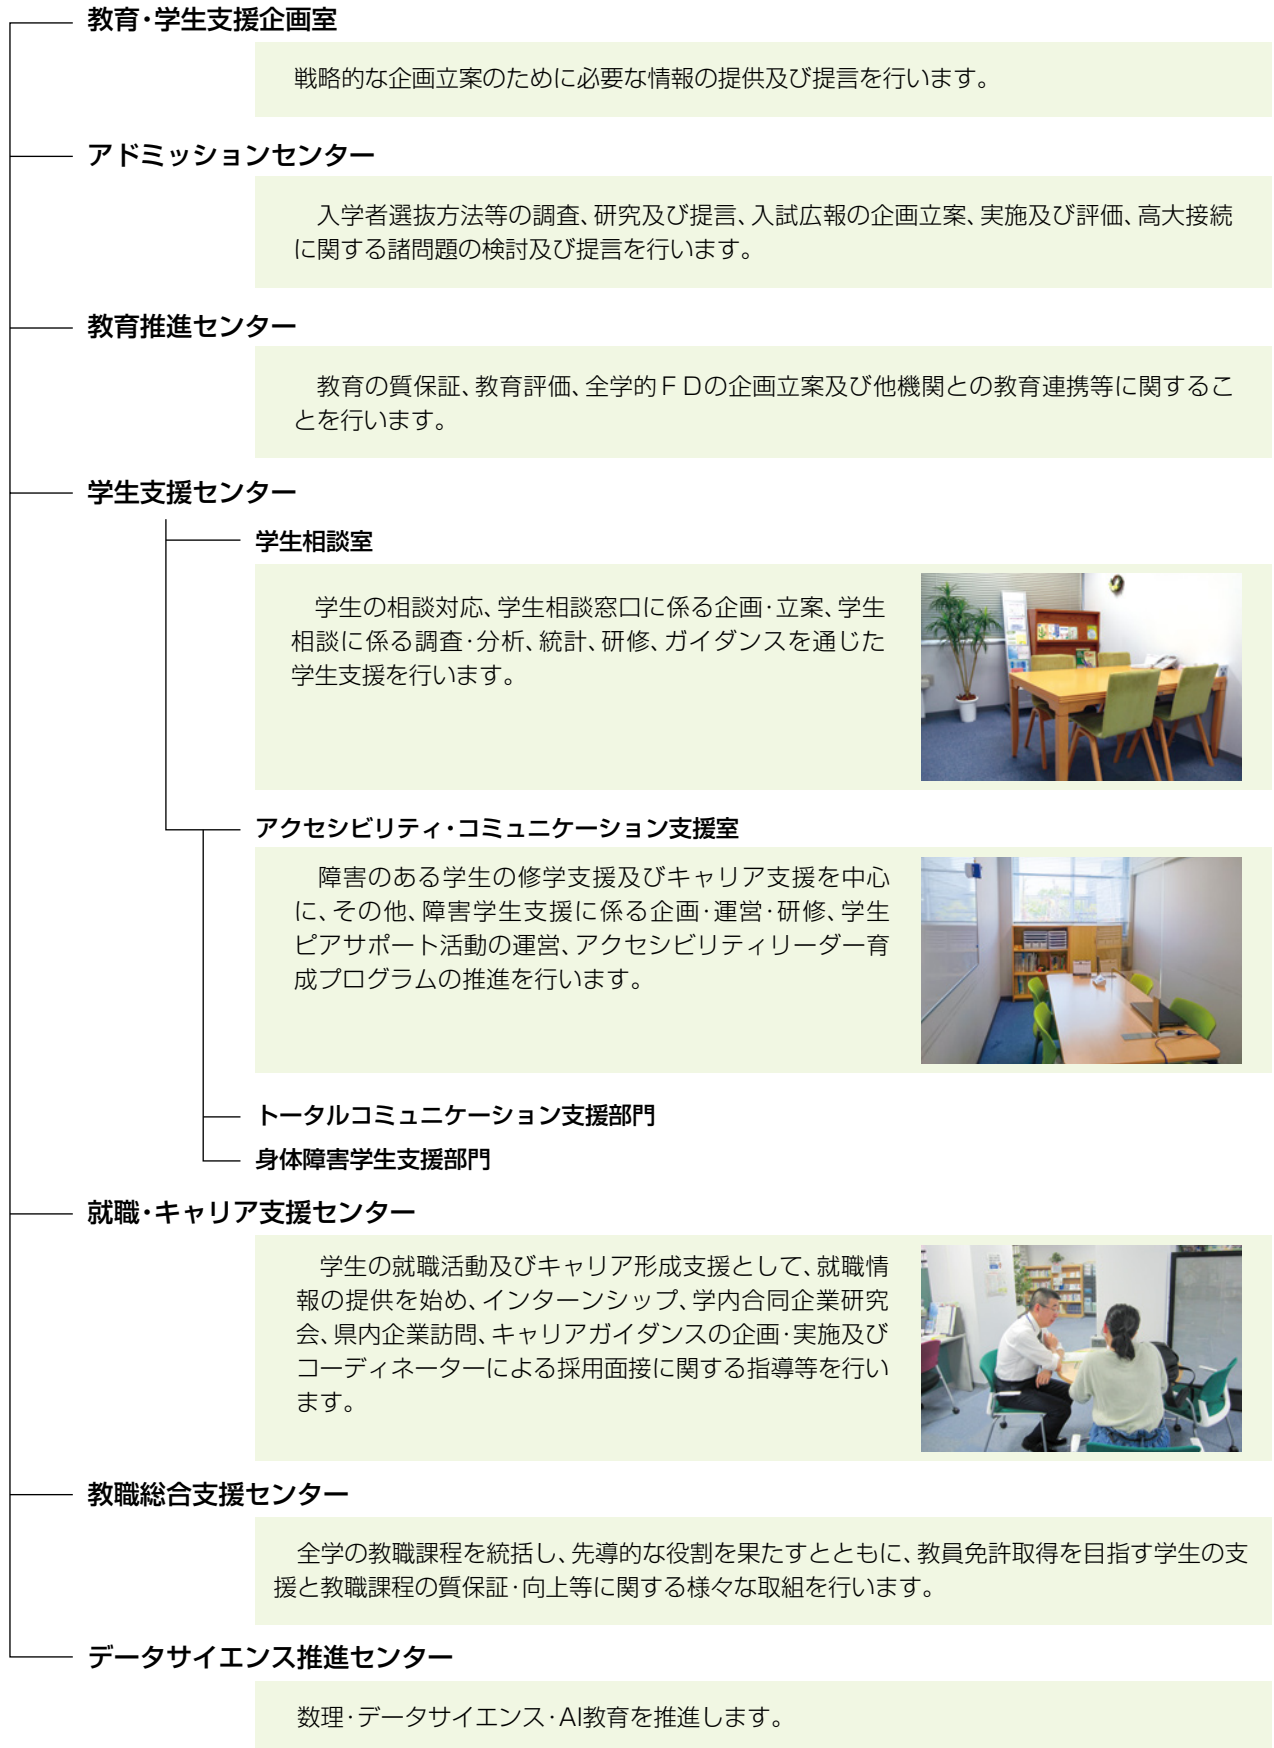 教育・学生支援企画室
戦略的な企画立案のために必要な情報の提供及び提言を行います。
アドミッションセンター
入学者選抜方法等の調査、研究及び提言、入試広報の企画立案、実施及び評価、高大接続
に関する諸問題の検討及び提言を行います。
教育推進センター
教育の質保証、教育評価、全学的ＦＤの企画立案及び他機関との教育連携等に関するこ
とを行います。
学生支援センター
学生相談室
学生の相談対応、学生相談窓口に係る企画・立案、学生
相談に係る調査・分析、統計、研修、ガイダンスを通じた
学生支援を行います。
アクセシビリティ・コミュニケーション支援室
障害のある学生の修学支援及びキャリア支援を中心
に、その他、障害学生支援に係る企画・運営・研修、学生
ピアサポート活動の運営、アクセシビリティリーダー育
成プログラムの推進を行います。
トータルコミュニケーション支援部門
身体障害学生支援部門
就職・キャリア支援センター
学生の就職活動及びキャリア形成支援として、就職情
報の提供を始め、インターンシップ、学内合同企業研究
会、県内企業訪問、キャリアガイダンスの企画・実施及び
コーディネーターによる採用面接に関する指導等を行い
ます。
教職総合支援センター
全学の教職課程を統括し、先導的な役割を果たすとともに、教員免許取得を目指す学生の支
援と教職課程の質保証・向上等に関する様々な取組を行います。
データサイエンス推進センター
数理・データサイエンス・AI教育を推進します。